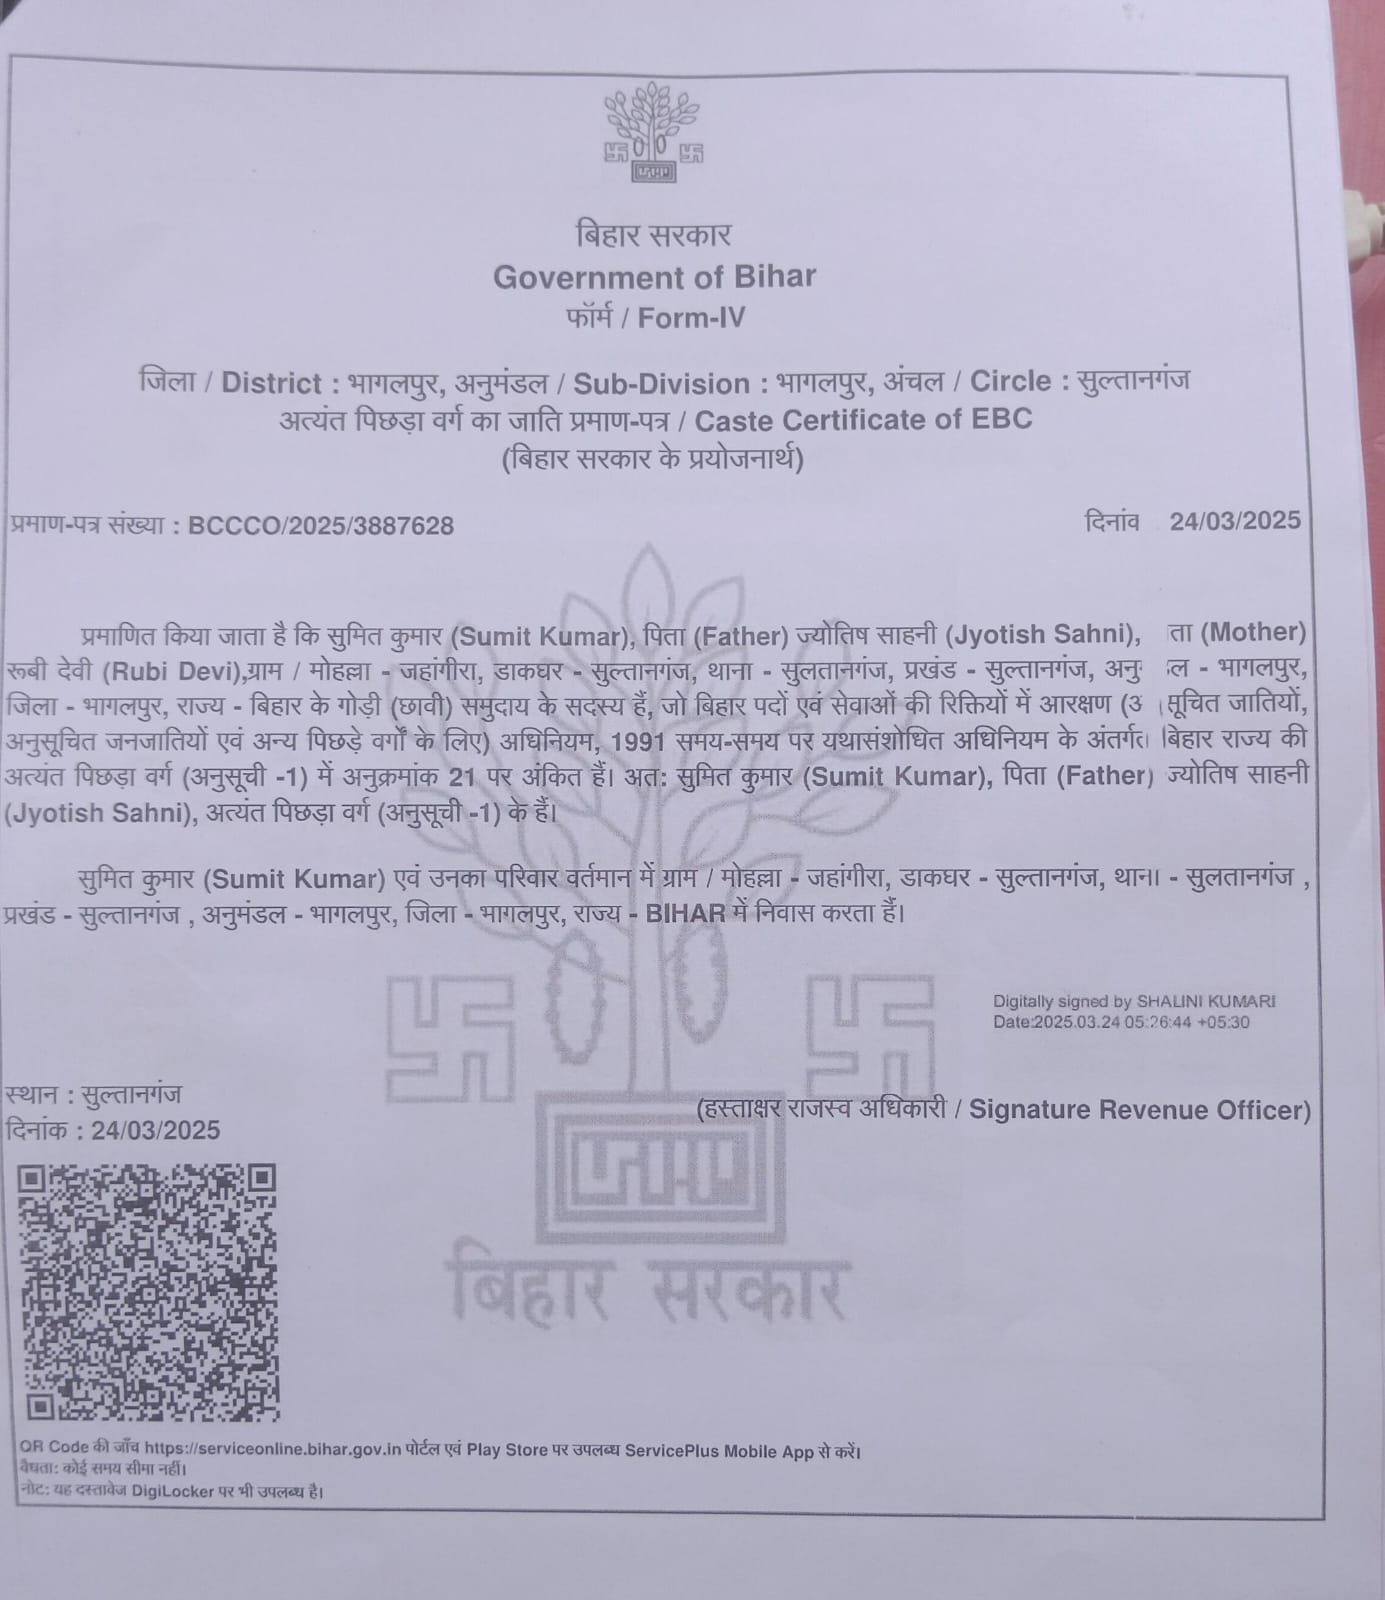 बिहार सरकार
Government of Bihar
फॉर्म / Form-IV
जिला / District : भागलपुर, अनुमंडल / Sub-Division : भागलपुर, अंचल / Circle : सुल्तानगंज
अत्यंत पिछड़ा वर्ग का जाति प्रमाण-पत्र / Caste Certificate of EBC
(बिहार सरकार के प्रयोजनार्थ)
प्रमाण-पत्र संख्या : BCCCO/2025/3887628 दिनांव 24/03/2025
प्रमाणित किया जाता है कि सुमित कुमार (Sumit Kumar), पिता (Father) ज्योतिष साहनी (Jyotish Sahni), ता (Mother)
रूबी देवी (Rubi Devi),ग्राम / मोहल्ला - जहांगीरा, डाकघर - सुल्तानगंज, थाना - सुलतानगंज, प्रखंड - सुल्तानगंज, अनु ल - भागलपुर,
जिला - भागलपुर, राज्य - बिहार के गोड़ी (छावी) समुदाय के सदस्य हैं, जो बिहार पदों एवं सेवाओं की रिक्तियों में आरक्षण (अ सूचित जातियों,
अनुसूचित जनजातियों एवं अन्य पिछड़े वर्गों के लिए) अधिनियम, 1991 समय-समय पर यथासंशोधित अधिनियम के अंतर्गत बिहार राज्य की
अत्यंत पिछड़ा वर्ग (अनुसूची -1) में अनुक्रमांक 21 पर अंकित हैं। अतः सुमित कुमार (Sumit Kumar), पिता (Father) ज्योतिष साहनी
(Jyotish Sahni), अत्यंत पिछड़ा वर्ग (अनुसूची -1) के हैं।
सुमित कुमार (Sumit Kumar) एवं उनका परिवार वर्तमान में ग्राम / मोहल्ला - जहांगीरा, डाकघर - सुल्तानगंज, थाना - सुलतानगंज ,
प्रखंड - सुल्तानगंज , अनुमंडल - भागलपुर, जिला - भागलपुर, राज्य - BIHAR में निवास करता हैं।
Digitally signed by SHALINI KUMARI
Date:2025.03.24 05:26:44 +05:30
स्थान : सुल्तानगंज
(हस्ताक्षर राजस्व अधिकारी / Signature Revenue Officer)
दिनांक : 24/03/2025
बिहार सरकार
QR Code की जाँच https://serviceonline.bihar.gov.in पोर्टल एवं Play Store पर उपलब्ध ServicePlus Mobile App से करें।
वैधता: कोई समय सीमा नहीं।
नोट: यह दस्तावेज DigiLocker पर भी उपलब्ध है।